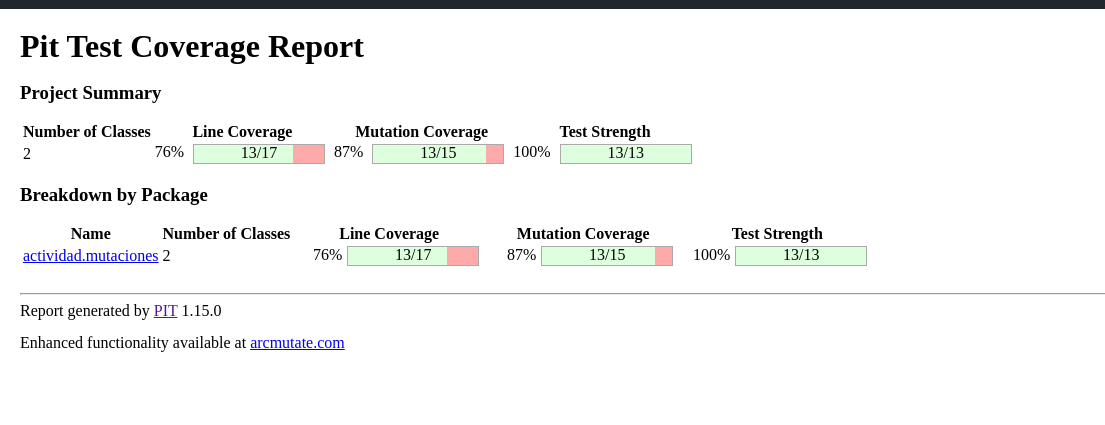 Pit Test Coverage Report
Project Summary
Number of Classes Line Coverage Mutation Coverage Test Strength
2 76% 13/17 87% 13/15 100% 13/13
Breakdown by Package
Name Number of Classes Line Coverage Mutation Coverage Test Strength
actividad.mutaciones 2 76% 13/17 87% 13/15 100% 13/13
Report generated by PIT 1.15.0
Enhanced functionality available at arcmutate.com